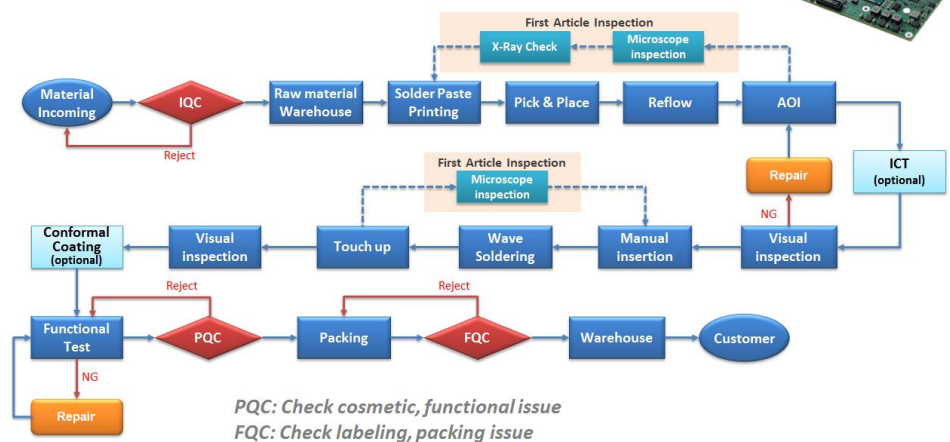 First Article Inspection
X-Ray Check
Microscope
inspection
Material
Incoming
IQC
Raw material
Warehouse
Solder Paste
Printing
Pick & Place
Reflow
AOI
Reject
First Article Inspection
Microscope
inspection
Repair
ICT
(optional)
NG
Conformal
Coating
(optional)
Visual
inspection
Touch up
Wave
Soldering
Manual
insertion
Visual
inspection
Reject
Reject
Functional
Test
PQC
Packing
FQC
Warehouse
Customer
NG
Repair
PQC: Check cosmetic, functional issue
FQC: Check labeling, packing issue